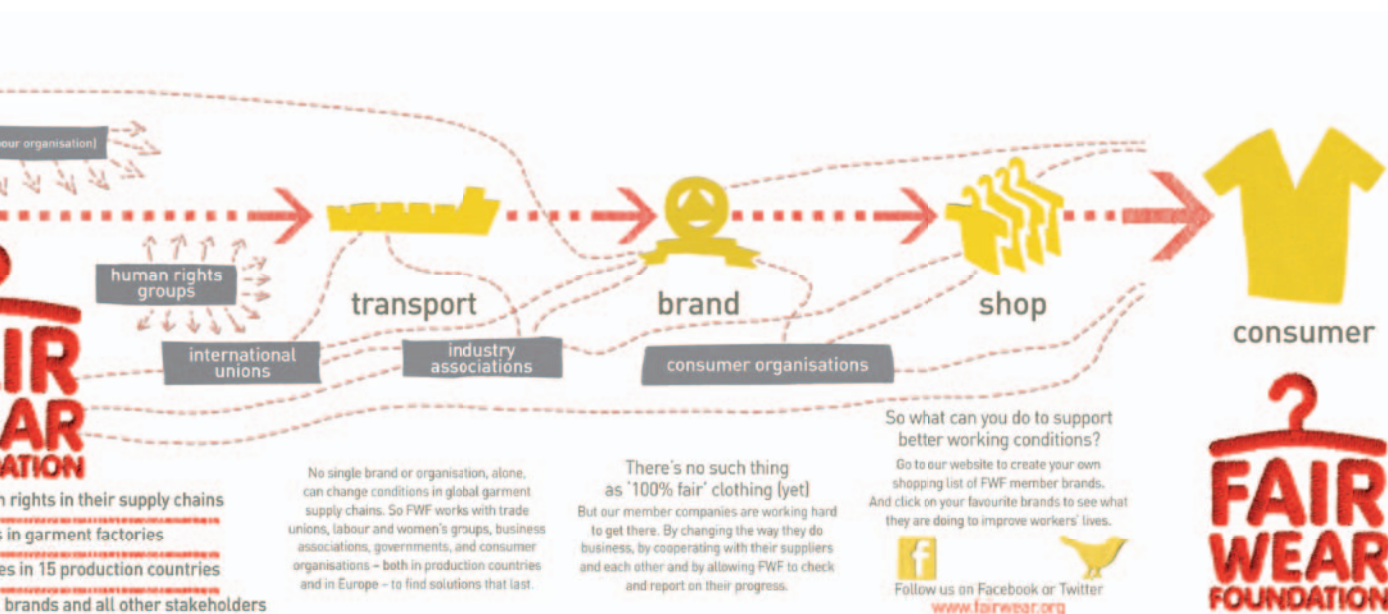 our organisation)
human rights
groups
transport
brand
shop
consumer
international
unions
industry
associations
consumer organisations
IR
AR
ATION
rights in their supply chains
in garment factories
es in 15 production countries
brands and all other stakeholders
No single brand or organisation, alone,
can change conditions in global garment
supply chains. So FWF works with trade
unions, labour and women's groups, business
associations, governments, and consumer
organisations – both in production countries
and in Europe – to find solutions that last.
There's no such thing
as '100% fair' clothing (yet)
But our member companies are working hard
to get there. By changing the way they do
business, by cooperating with their suppliers
and each other and by allowing FWF to check
and report on their progress.
So what can you do to support
better working conditions?
Go to our website to create your own
shopping list of FWF member brands.
And click on your favourite brands to see what
they are doing to improve workers' lives.
f
Follow us on Facebook or Twitter
www.fairwear.org
FAIR
WEAR
FOUNDATION